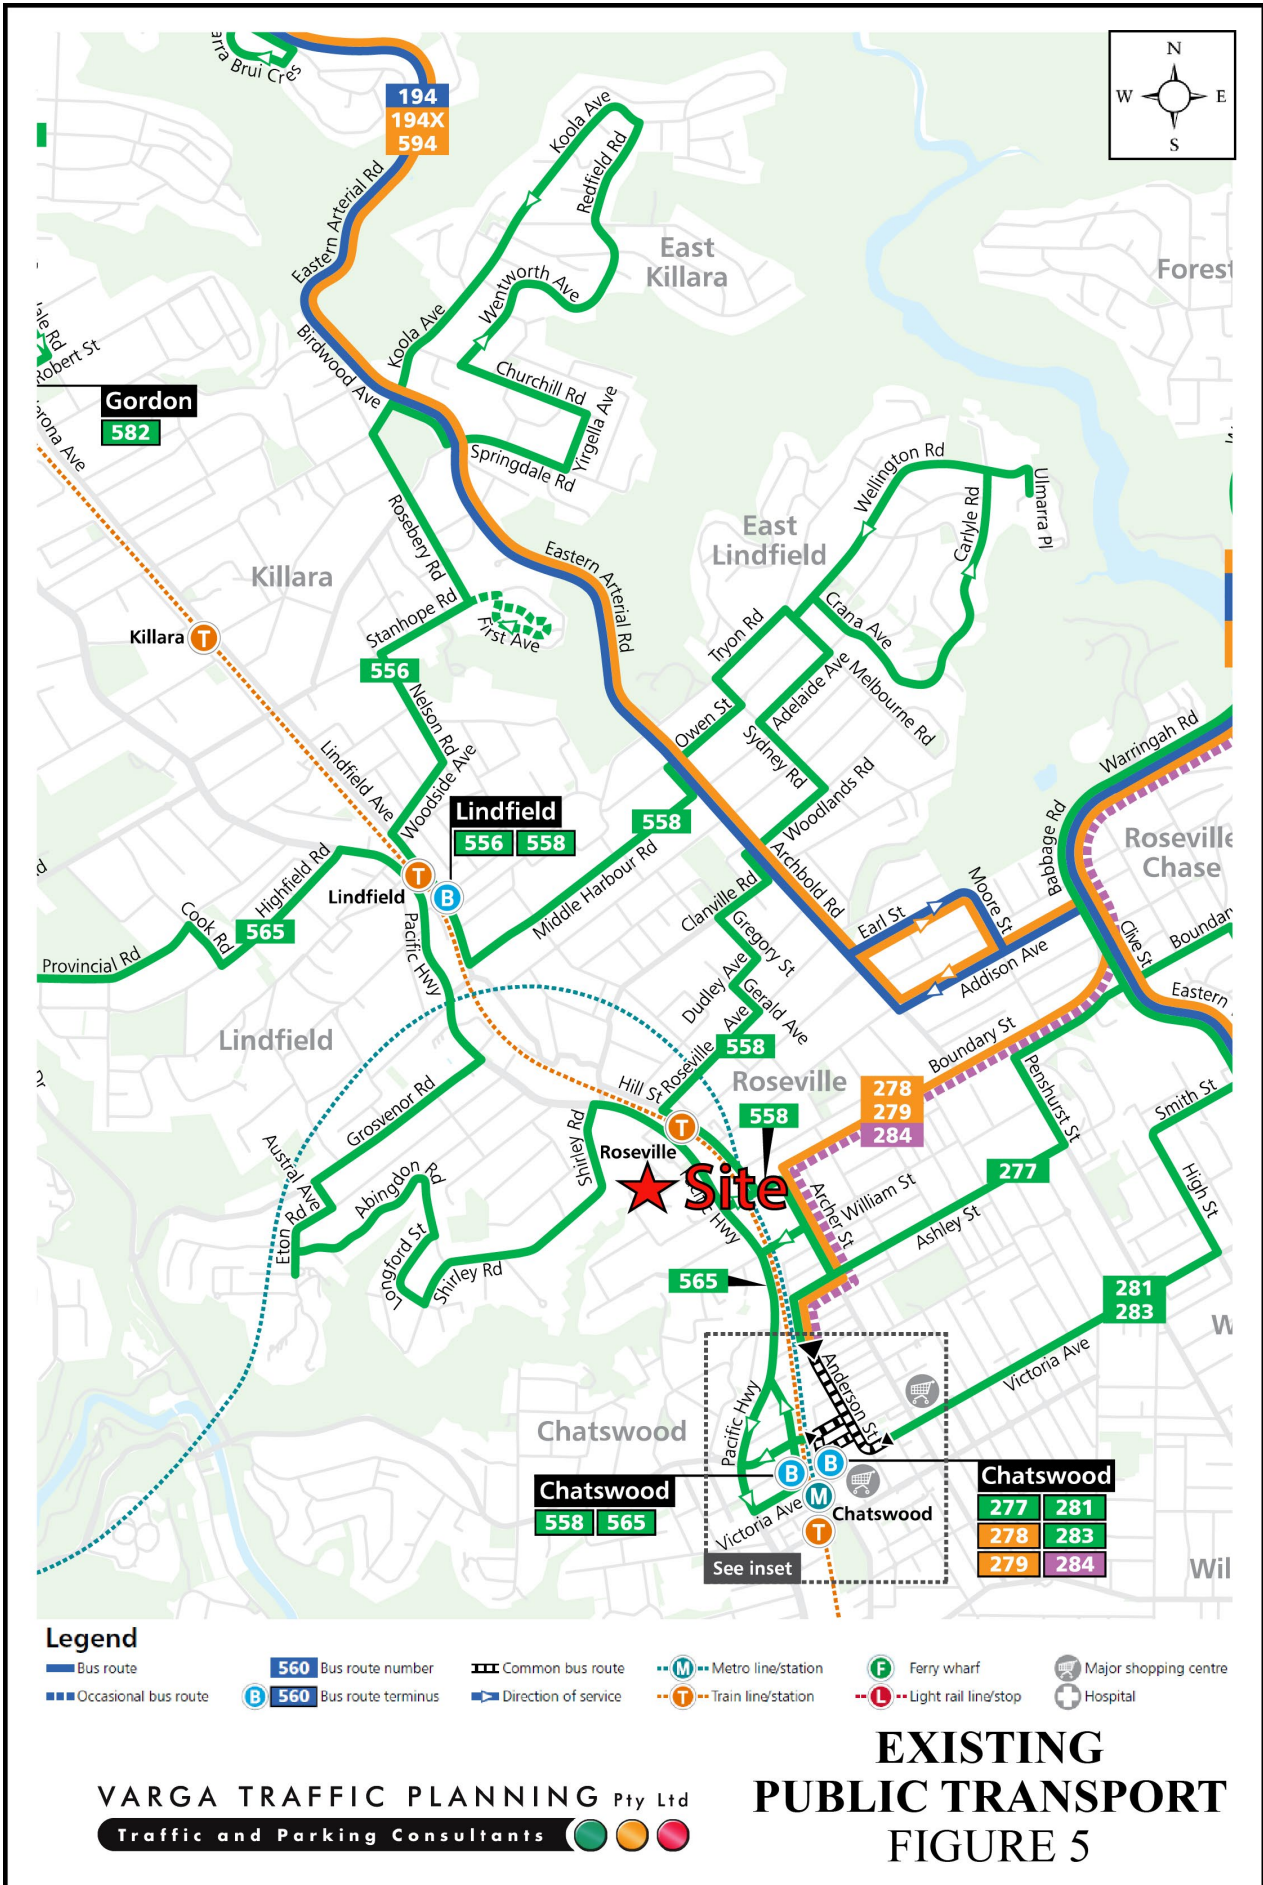 N
W E
S
arra Brui Cres
194
194X
594
Eastern Arterial Rd
Koola Ave
Redfield Rd
East
Killara
Forest
Wentworth Ave
Koola Ave
Birdwood Ave
ale Rd
Robert St
Churchill Rd
Yirgella Ave
Springdale Rd
Gordon
582
erona Ave
Wellington Rd
Ulmarra Pl
Carlyle Rd
East
Lindfield
Rosebery Rd
Eastern Arterial Rd
Killara
Stanhope Rd
First Ave
Crana Ave
Tryon Rd
Killara T
556
Adelaide Ave
Melbourne Rd
Nelson Rd
Owen St
Sydney Rd
Warringah Rd
Lindfield Ave
Woodside Ave
Woodlands Rd
Lindfield
556 558
558
Babbage Rd
Roseville
Chase
Archbold Rd
Highfield Rd
T
Lindfield
B
Middle Harbour Rd
Clanville Rd
Moore St
Cook Rd
565
Pacific Hwy
Gregory St
Earl St
Clive St
Boundary
Provincial Rd
Dudley Ave
Addison Ave
Gerald Ave
Eastern
Lindfield
Roseville Ave
558
Boundary St
Penshurst St
Hill St
Roseville
278
279
284
558
Smith St
Grosvenor Rd
Shirley Rd
T
Roseville
Austral Ave
Abingdon Rd
Site
277
High St
Archer St
William St
Eton Rd
Longford St
Shirley Rd
Hwy
Ashley St
565
281
283
W
Anderson St
Victoria Ave
Chatswood
Pacific Hwy
B B
Chatswood
558 565
M
Chatswood
Victoria Ave
T
Chatswood
277 281
278 283
279 284
See inset
Wil
Legend
Bus route
560 Bus route number
Common bus route
M Metro line/station
F Ferry wharf
Major shopping centre
Occasional bus route
B 560 Bus route terminus
Direction of service
T Train line/station
L Light rail line/stop
Hospital
EXISTING
PUBLIC TRANSPORT
FIGURE 5
VARGA TRAFFIC PLANNING Pty Ltd
Traffic and Parking Consultants